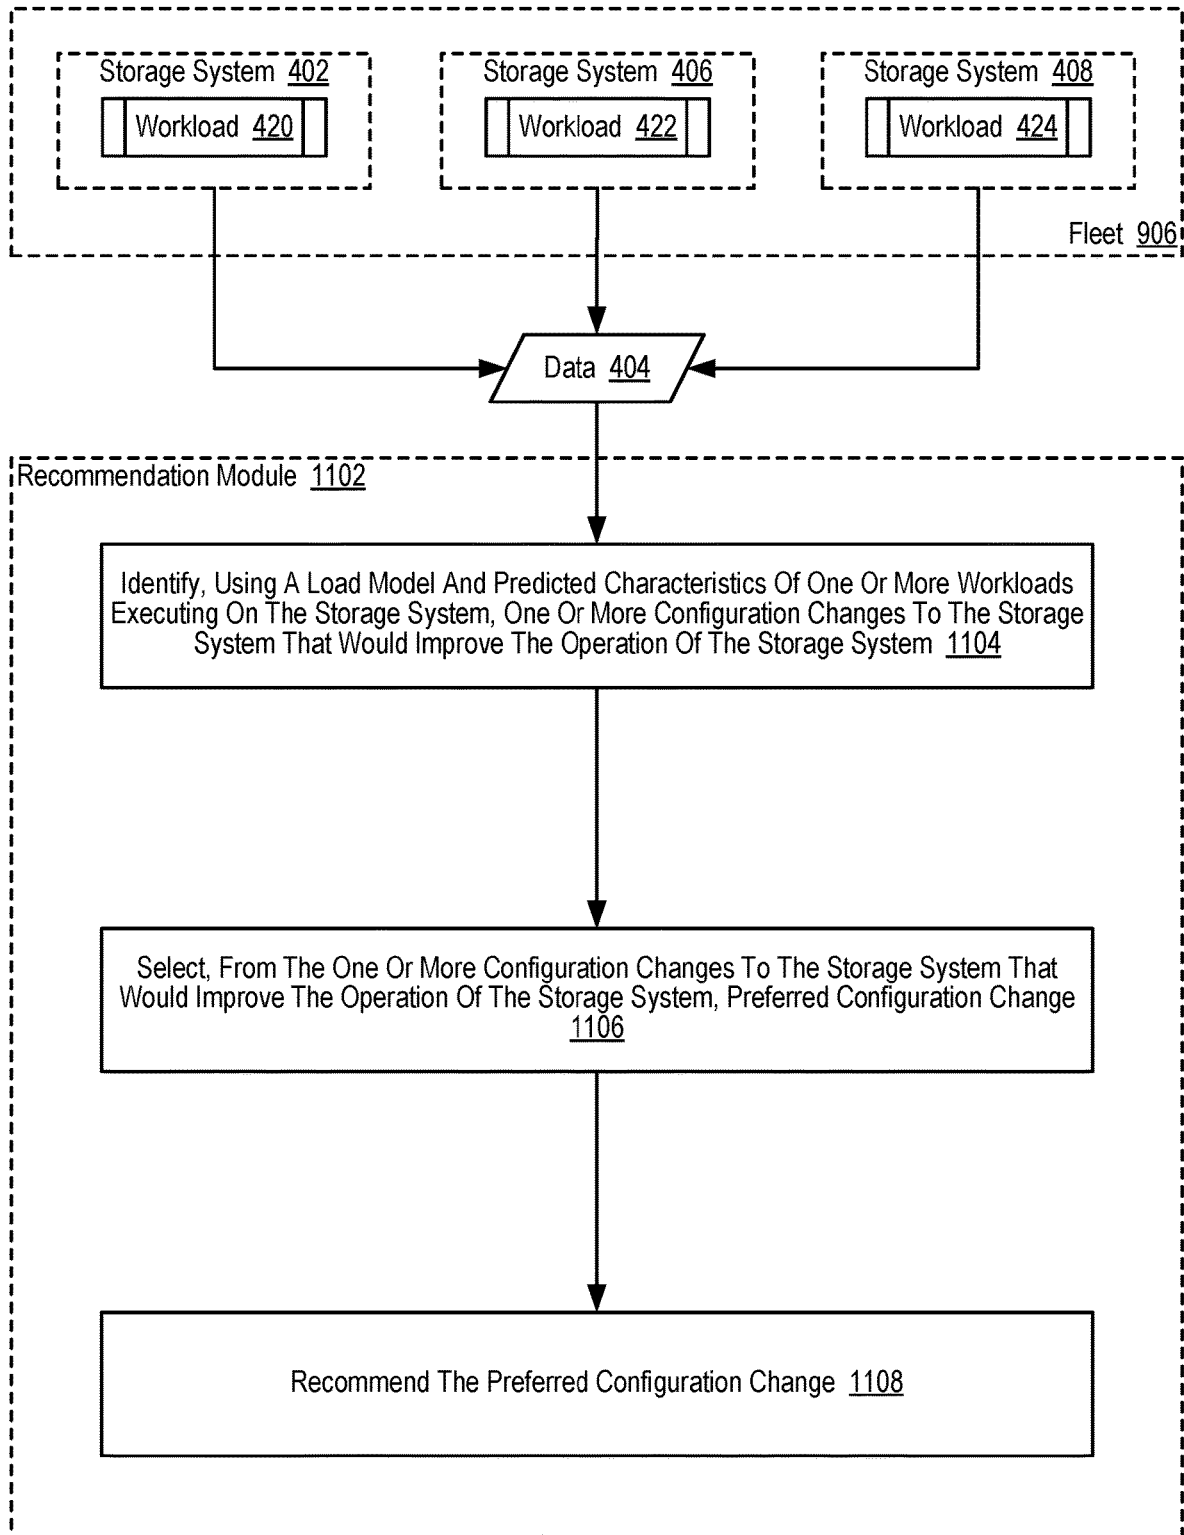 Storage System 402
Storage System 406
Storage System 408
Workload 420
Workload 422
Workload 424
Fleet 906
Data 404
Recommendation Module 1102
Identify, Using A Load Model And Predicted Characteristics Of One Or More Workloads
Executing On The Storage System, One Or More Configuration Changes To The Storage
System That Would Improve The Operation Of The Storage System 1104
Select, From The One Or More Configuration Changes To The Storage System That
Would Improve The Operation Of The Storage System, Preferred Configuration Change
1106
Recommend The Preferred Configuration Change 1108